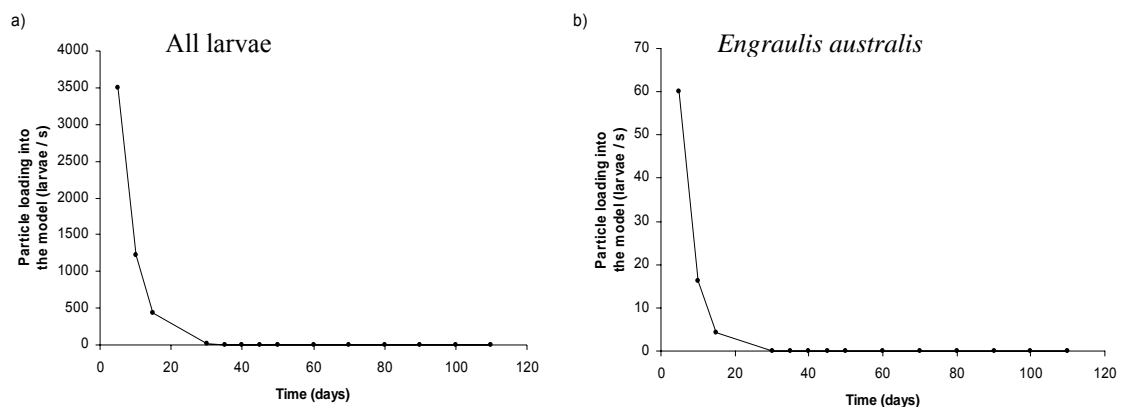 a)
All larvae
4000
3500
3000
2500
2000
1500
1000
500
0
0 20 40 60 80 100 120
Particle loading into
the model (larvae / s)
Time (days)
b)
Engraulis australis
70
60
50
40
30
20
10
0
0 20 40 60 80 100 120
Particle loading into
the model (larvae / s)
Time (days)